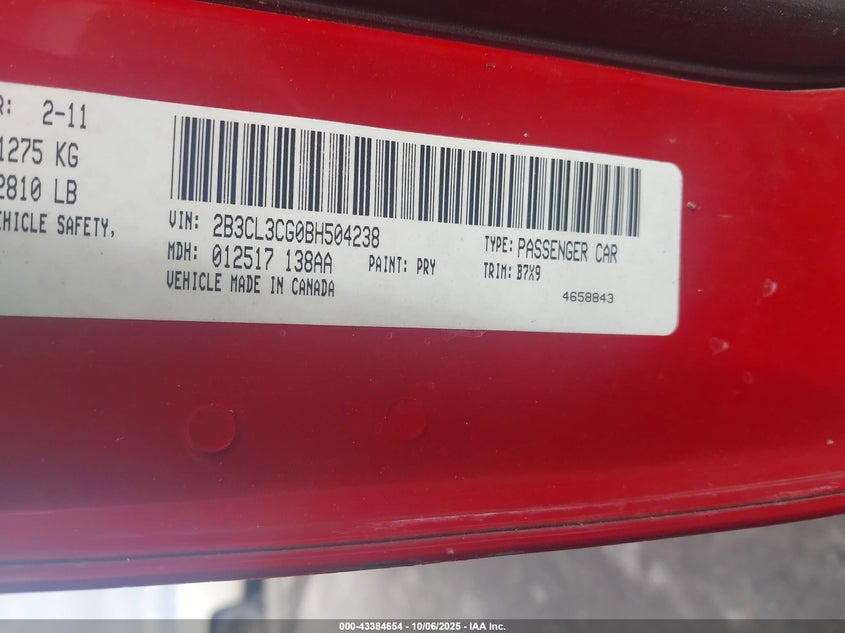 R: 2-11
1275 KG
2810 LB
EHICLE SAFETY,
VIN: 2B3CL3CG0BH504238
TYPE: PASSENGER CAR
MDH: 012517 138AA
PAINT: PRY
TRIM: B7X9
VEHICLE MADE IN CANADA
4658843
000-43384654 - 10/06/2025 - IAA Inc.